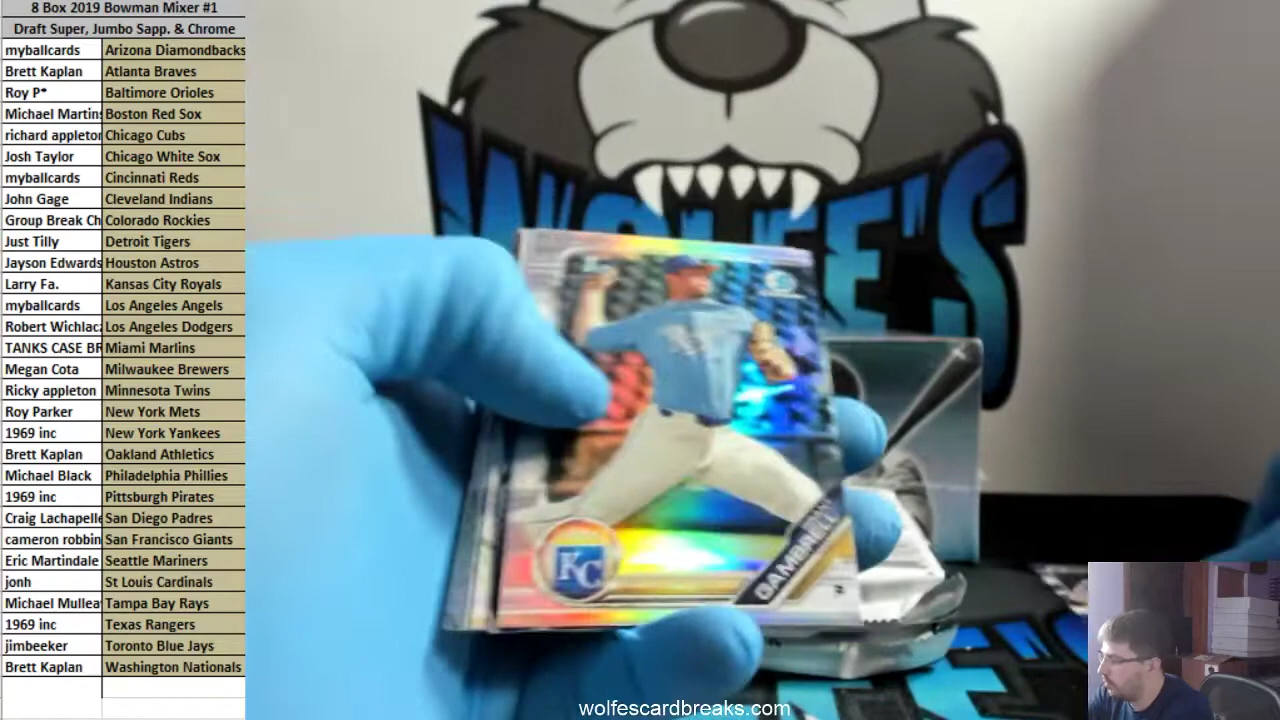 8 Box 2019 Bowman Mixer #1
Draft Super, Jumbo Sapp. & Chrome
myballcards Arizona Diamondbacks
Brett Kaplan Atlanta Braves
Roy P* Baltimore Orioles
Michael Martins Boston Red Sox
richard appleton Chicago Cubs
Josh Taylor Chicago White Sox
myballcards Cincinnati Reds
John Gage Cleveland Indians
Group Break Ch Colorado Rockies
Just Tilly Detroit Tigers
Jayson Edwards Houston Astros
Larry Fa. Kansas City Royals
myballcards Los Angeles Angels
Robert Wichlac Los Angeles Dodgers
TANKS CASE BR Miami Marlins
Megan Cota Milwaukee Brewers
Ricky appleton Minnesota Twins
Roy Parker New York Mets
1969 inc New York Yankees
Brett Kaplan Oakland Athletics
Michael Black Philadelphia Phillies
1969 inc Pittsburgh Pirates
Craig Lachapelle San Diego Padres
cameron robbin San Francisco Giants
Eric Martindale Seattle Mariners
jonh St Louis Cardinals
Michael Mullea Tampa Bay Rays
1969 inc Texas Rangers
jimbeeker Toronto Blue Jays
Brett Kaplan Washington Nationals
WOLFE'S
KC
wolfescardbreaks.com